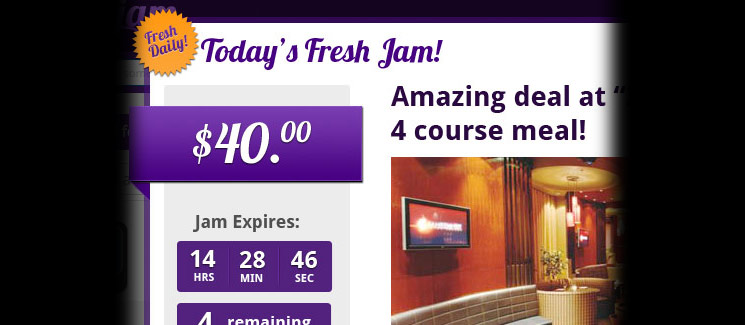 Fresh
Daily!
Today's Fresh Jam!
Amazing deal at “
4 course meal!
$40.00
Jam Expires:
14 28 46
HRS MIN SEC
4 remaining